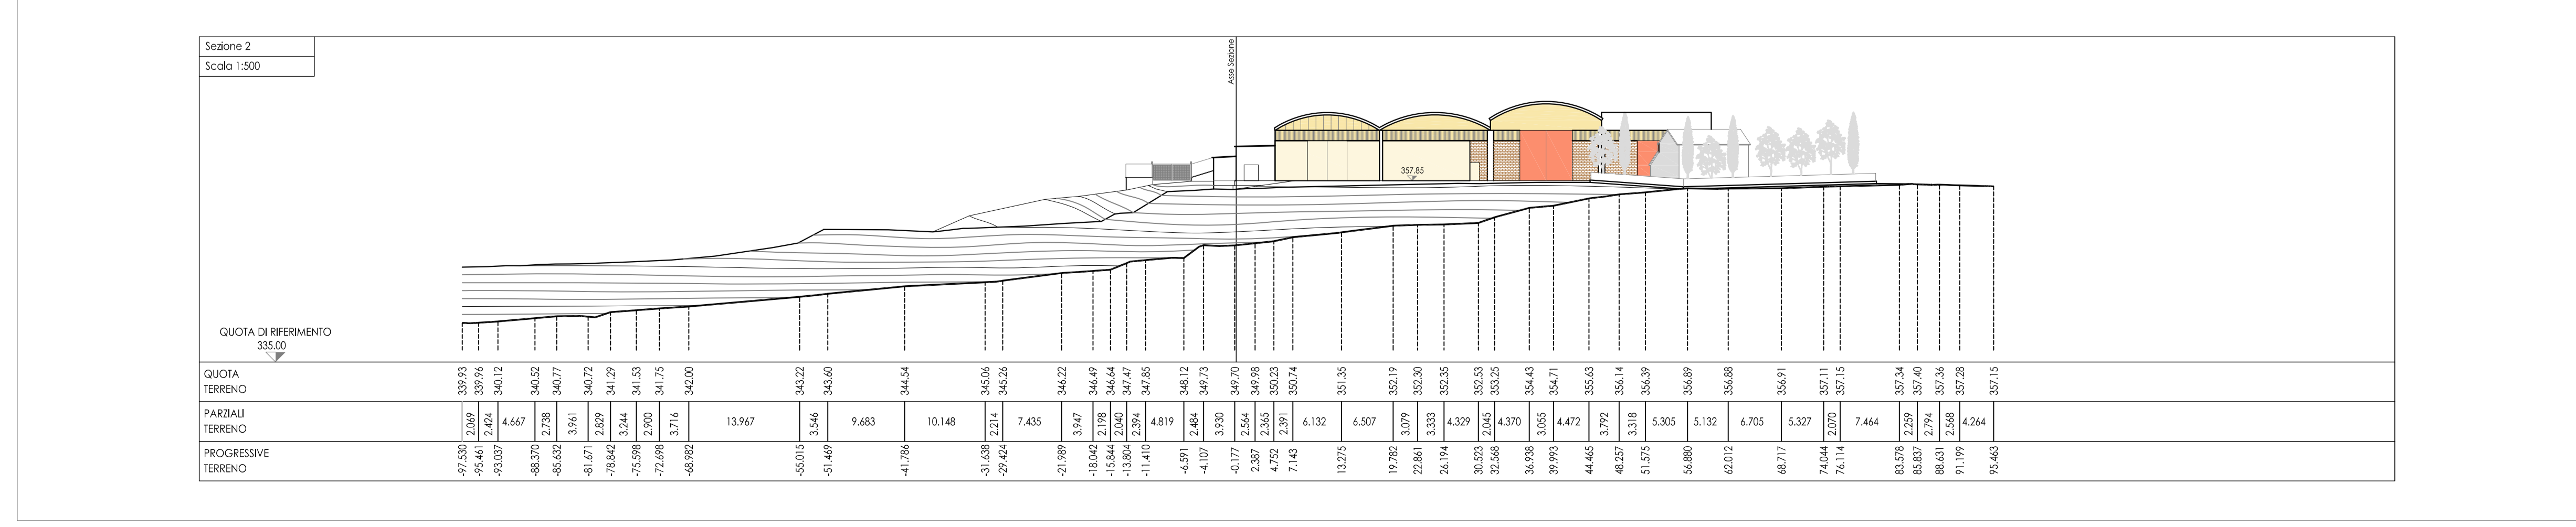 Sezione 2
Scala 1:500
Asse Sezione
357.85
QUOTA DI RIFERIMENTO
335.00
QUOTA
TERRENO
339.93 339.96 340.12 340.52 340.77 340.72 341.29 341.53 341.75 342.00 343.22 343.60 344.54 345.06 345.26 346.22 346.49 346.64 347.47 347.85 348.12 349.73 349.70 349.98 350.23 350.74 351.35 352.19 352.30 352.35 352.53 353.25 354.43 354.71 355.63 356.14 356.39 356.89 356.88 356.91 357.11 357.15 357.34 357.40 357.36 357.28 357.15
PARZIALI
TERRENO
2.069 2.424 4.667 2.738 3.961 2.829 3.244 2.900 3.716 13.967 3.546 9.683 10.148 2.214 7.435 3.947 2.198 2.040 2.394 4.819 2.484 3.930 2.564 2.365 2.391 6.132 6.507 3.079 3.333 4.329 2.045 4.370 3.055 4.472 3.792 3.318 5.305 5.132 6.705 5.327 2.070 7.464 2.259 2.794 2.568 4.264
PROGRESSIVE
TERRENO
-97.530 -95.461 -93.037 -88.370 -85.632 -81.671 -78.842 -75.598 -72.698 -68.982 -55.015 -51.469 -41.786 -31.638 -29.424 -21.989 -18.042 -15.844 -13.804 -11.410 -6.591 -4.107 -0.177 2.387 4.752 7.143 13.275 19.782 22.861 26.194 30.523 32.568 36.938 39.993 44.465 48.257 51.575 56.880 62.012 68.717 74.044 76.114 83.578 85.837 88.631 91.199 95.463